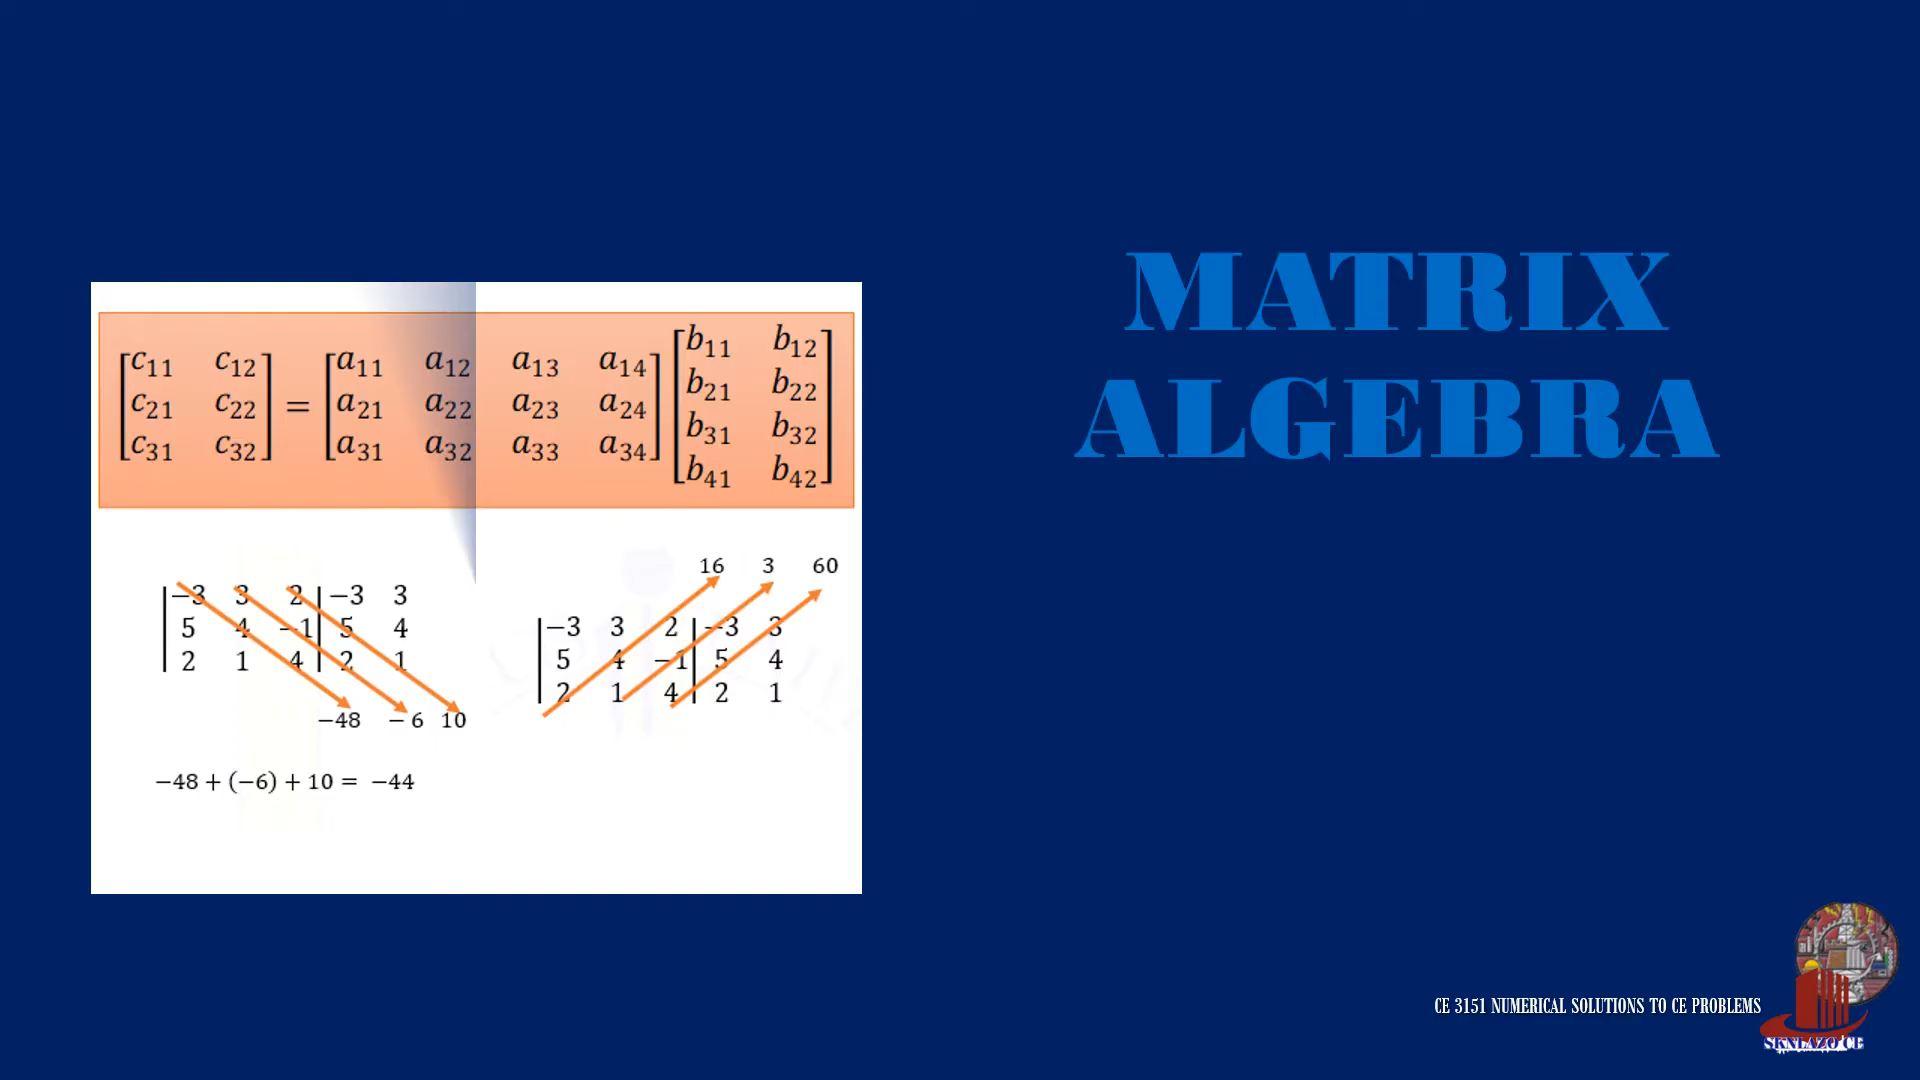 MATRIX
ALGEBRA
[c11 c12] = [a11 a12 a13 a14] [b11 b12]
[c21 c22] [a21 a22 a23 a24] [b21 b22]
[c31 c32] [a31 a32 a33 a34] [b31 b32]
[b41 b42]
|−3 3 2| −3 3
5 4 −1 5 4
2 1 4 2 1
−48 − 6 10
−48 + (−6) + 10 = −44
16 3 60
|−3 3 2| −3 3
5 4 −1 5 4
2 1 4 2 1
CE 3151 NUMERICAL SOLUTIONS TO CE PROBLEMS
SKNLAZO CE